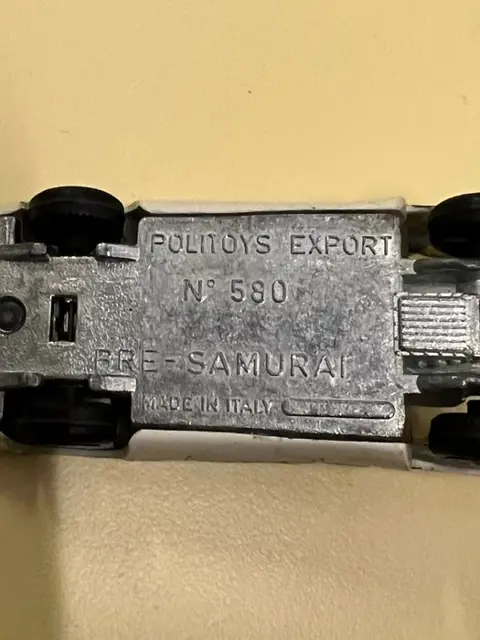 POLITOYS EXPORT
N° 580
BRE-SAMURAI
MADE IN ITALY